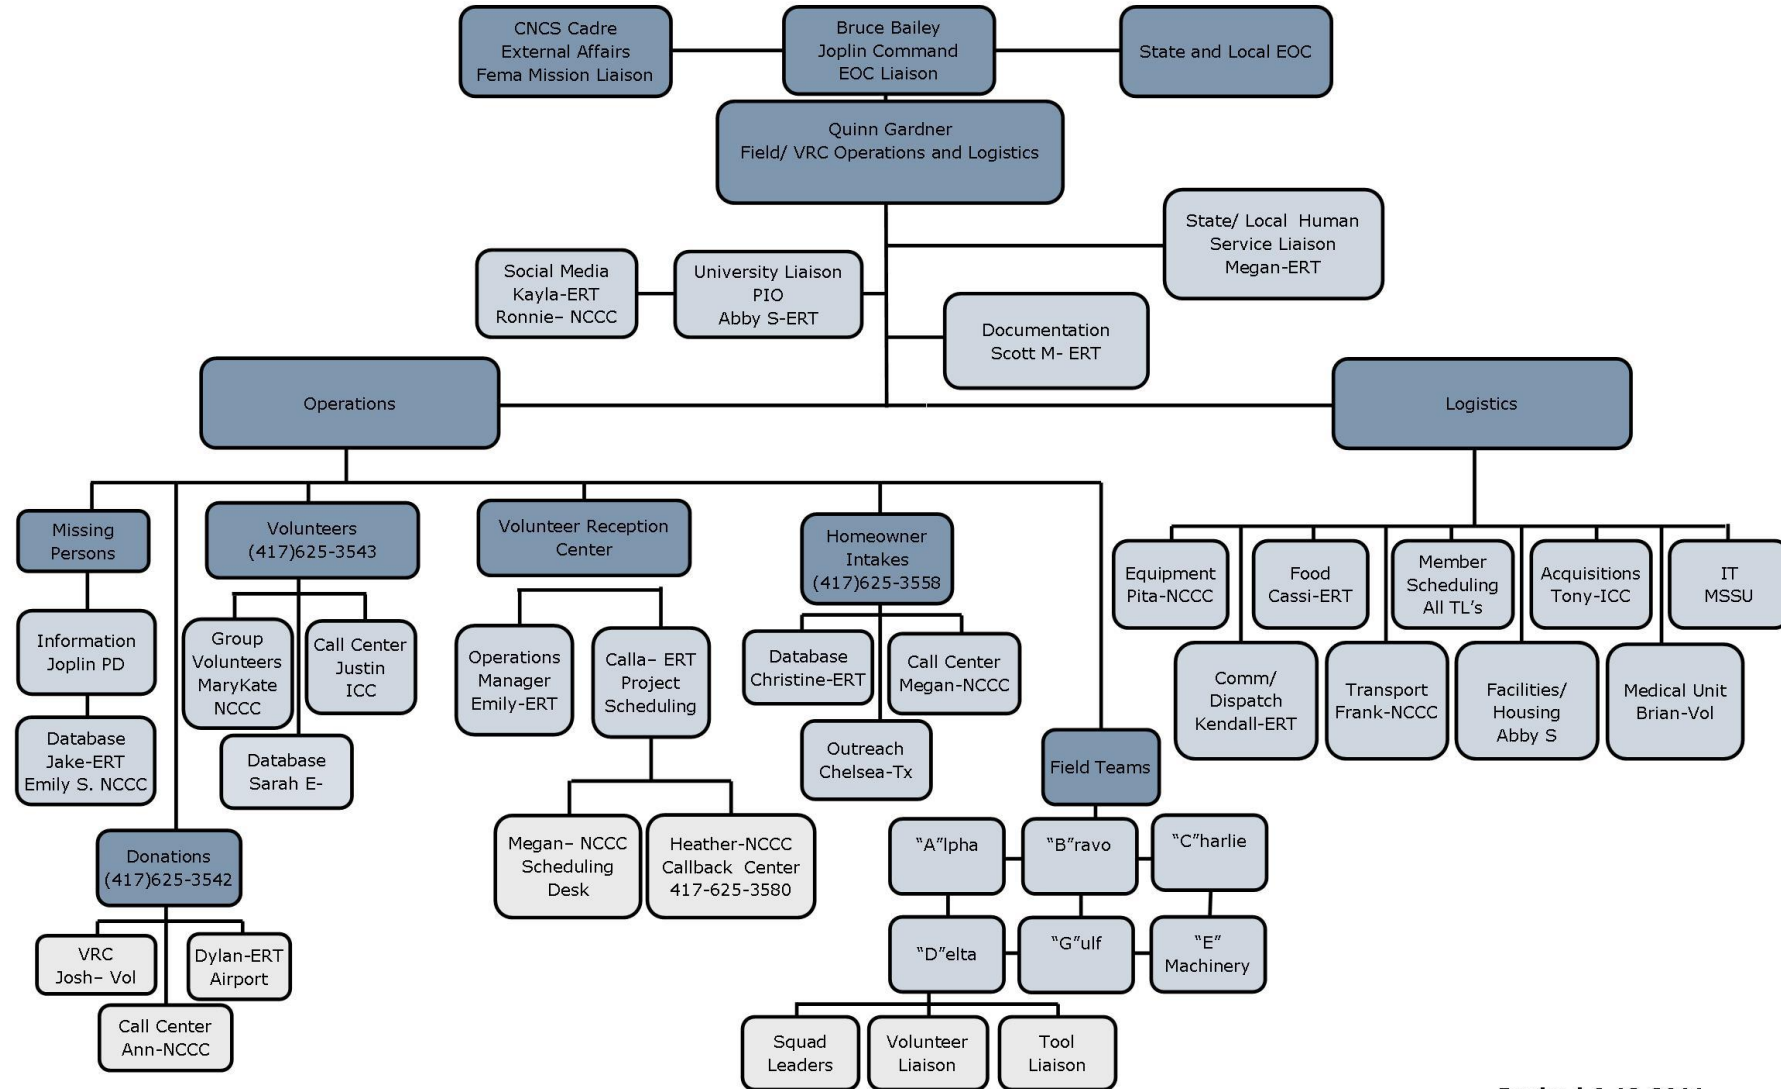 CNCS Cadre
External Affairs
Fema Mission Liaison
Bruce Bailey
Joplin Command
EOC Liaison
State and Local EOC
Quinn Gardner
Field/ VRC Operations and Logistics
State/ Local  Human
Service Liaison
Megan-ERT
Social Media
Kayla-ERT
Ronnie– NCCC
University Liaison
PIO
Abby S-ERT
Documentation
Scott M- ERT
Operations
Logistics
Missing
Persons
Information
Joplin PD
Database
Jake-ERT
Emily S. NCCC
Volunteers
(417)625-3543
Group
Volunteers
MaryKate
NCCC
Call Center
Justin
ICC
Database
Sarah E-
Donations
(417)625-3542
VRC
Josh– Vol
Dylan-ERT
Airport
Call Center
Ann-NCCC
Volunteer Reception
Center
Operations
Manager
Emily-ERT
Calla– ERT
Project
Scheduling
Megan– NCCC
Scheduling
Desk
Heather-NCCC
Callback  Center
417-625-3580
Homeowner
Intakes
(417)625-3558
Database
Christine-ERT
Call Center
Megan-NCCC
Outreach
Chelsea-Tx
Field Teams
“A”lpha
“B”ravo
“C”harlie
“D”elta
“G”ulf
“E”
Machinery
Squad
Leaders
Volunteer
Liaison
Tool
Liaison
Equipment
Pita-NCCC
Food
Cassi-ERT
Member
Scheduling
All TL’s
Acquisitions
Tony-ICC
IT
MSSU
Comm/
Dispatch
Kendall-ERT
Transport
Frank-NCCC
Facilities/
Housing
Abby S
Medical Unit
Brian-Vol